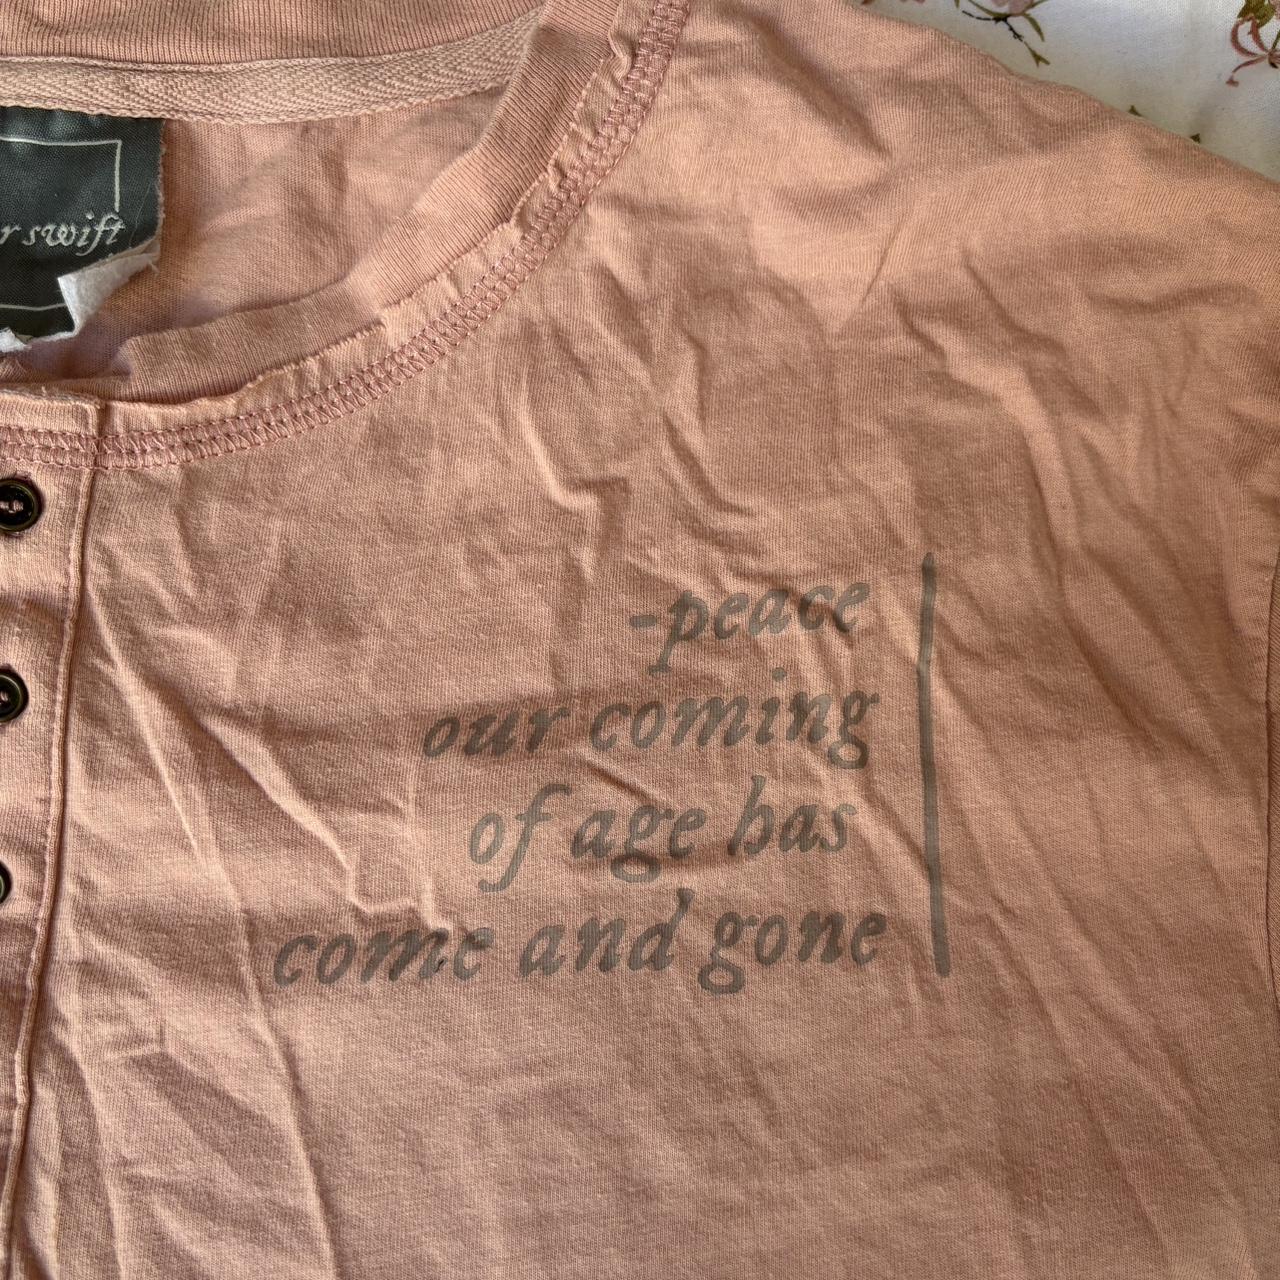 r swift
-peace
our coming
of age has
come and gone